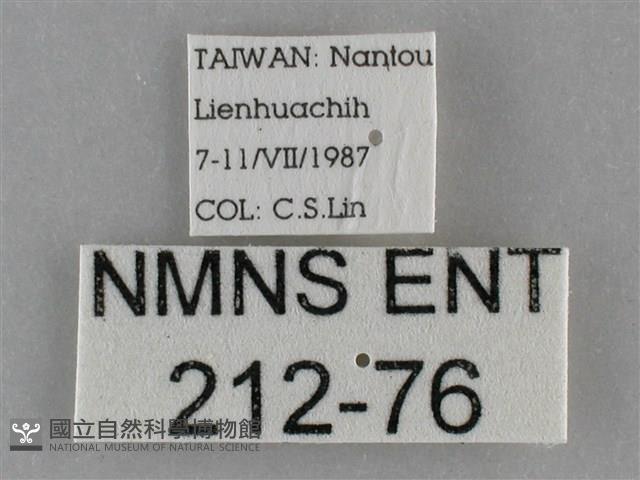 TAIWAN: Nantou
Lienhuachih
7-11/VII/1987
COL: C.S.Lin
NMNS ENT
212-76
國立自然科學博物館
NATIONAL MUSEUM OF NATURAL SCIENCE